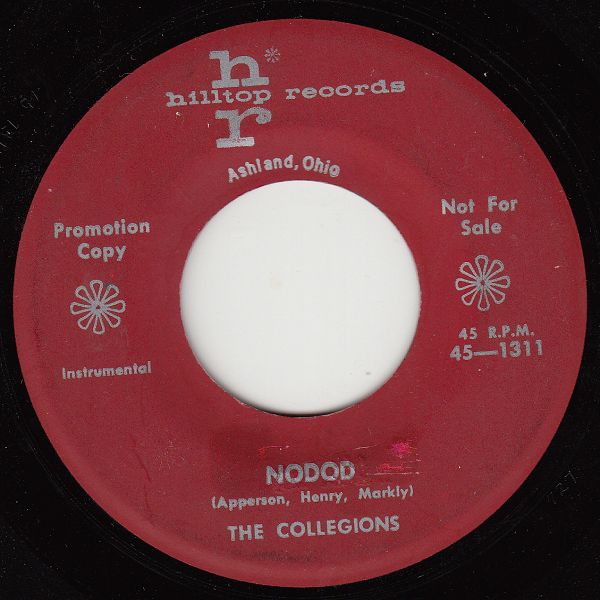 h
hilltop records
r
Ashland, Ohio
Promotion
Copy
Not For
Sale
Instrumental
45 R.P.M.
45—1311
NODOD
(Apperson, Henry, Markly)
THE COLLEGIONS